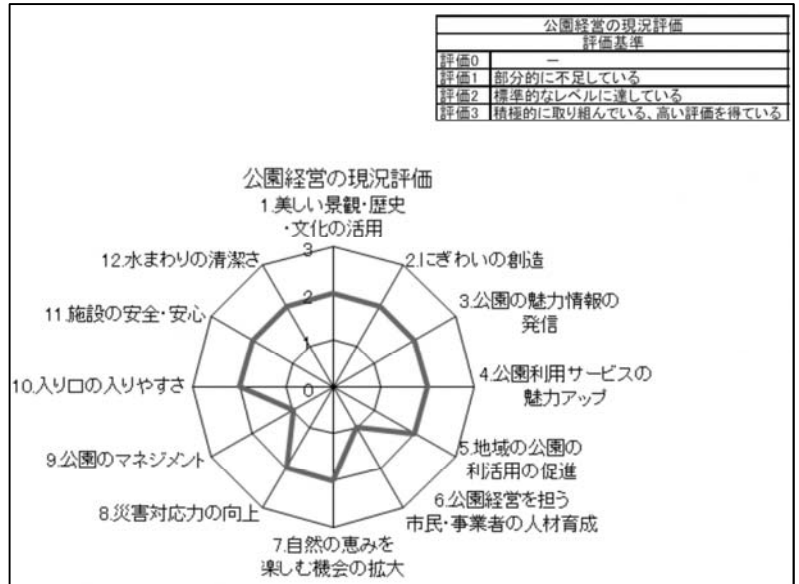 公園経営の現況評価
評価基準
評価0 ー
評価1 部分的に不足している
評価2 標準的なレベルに達している
評価3 積極的に取り組んでいる、高い評価を得ている
公園経営の現況評価
1.美しい景観・歴史
・文化の活用
2.にぎわいの創造
3.公園の魅力情報の
発信
4.公園利用サービスの
魅力アップ
5.地域の公園の
利活用の促進
6.公園経営を担う
市民・事業者の人材育成
7.自然の恵みを
楽しむ機会の拡大
8.災害対応力の向上
9.公園のマネジメント
10.入り口の入りやすさ
11.施設の安全・安心
12.水まわりの清潔さ
3
2
1
0